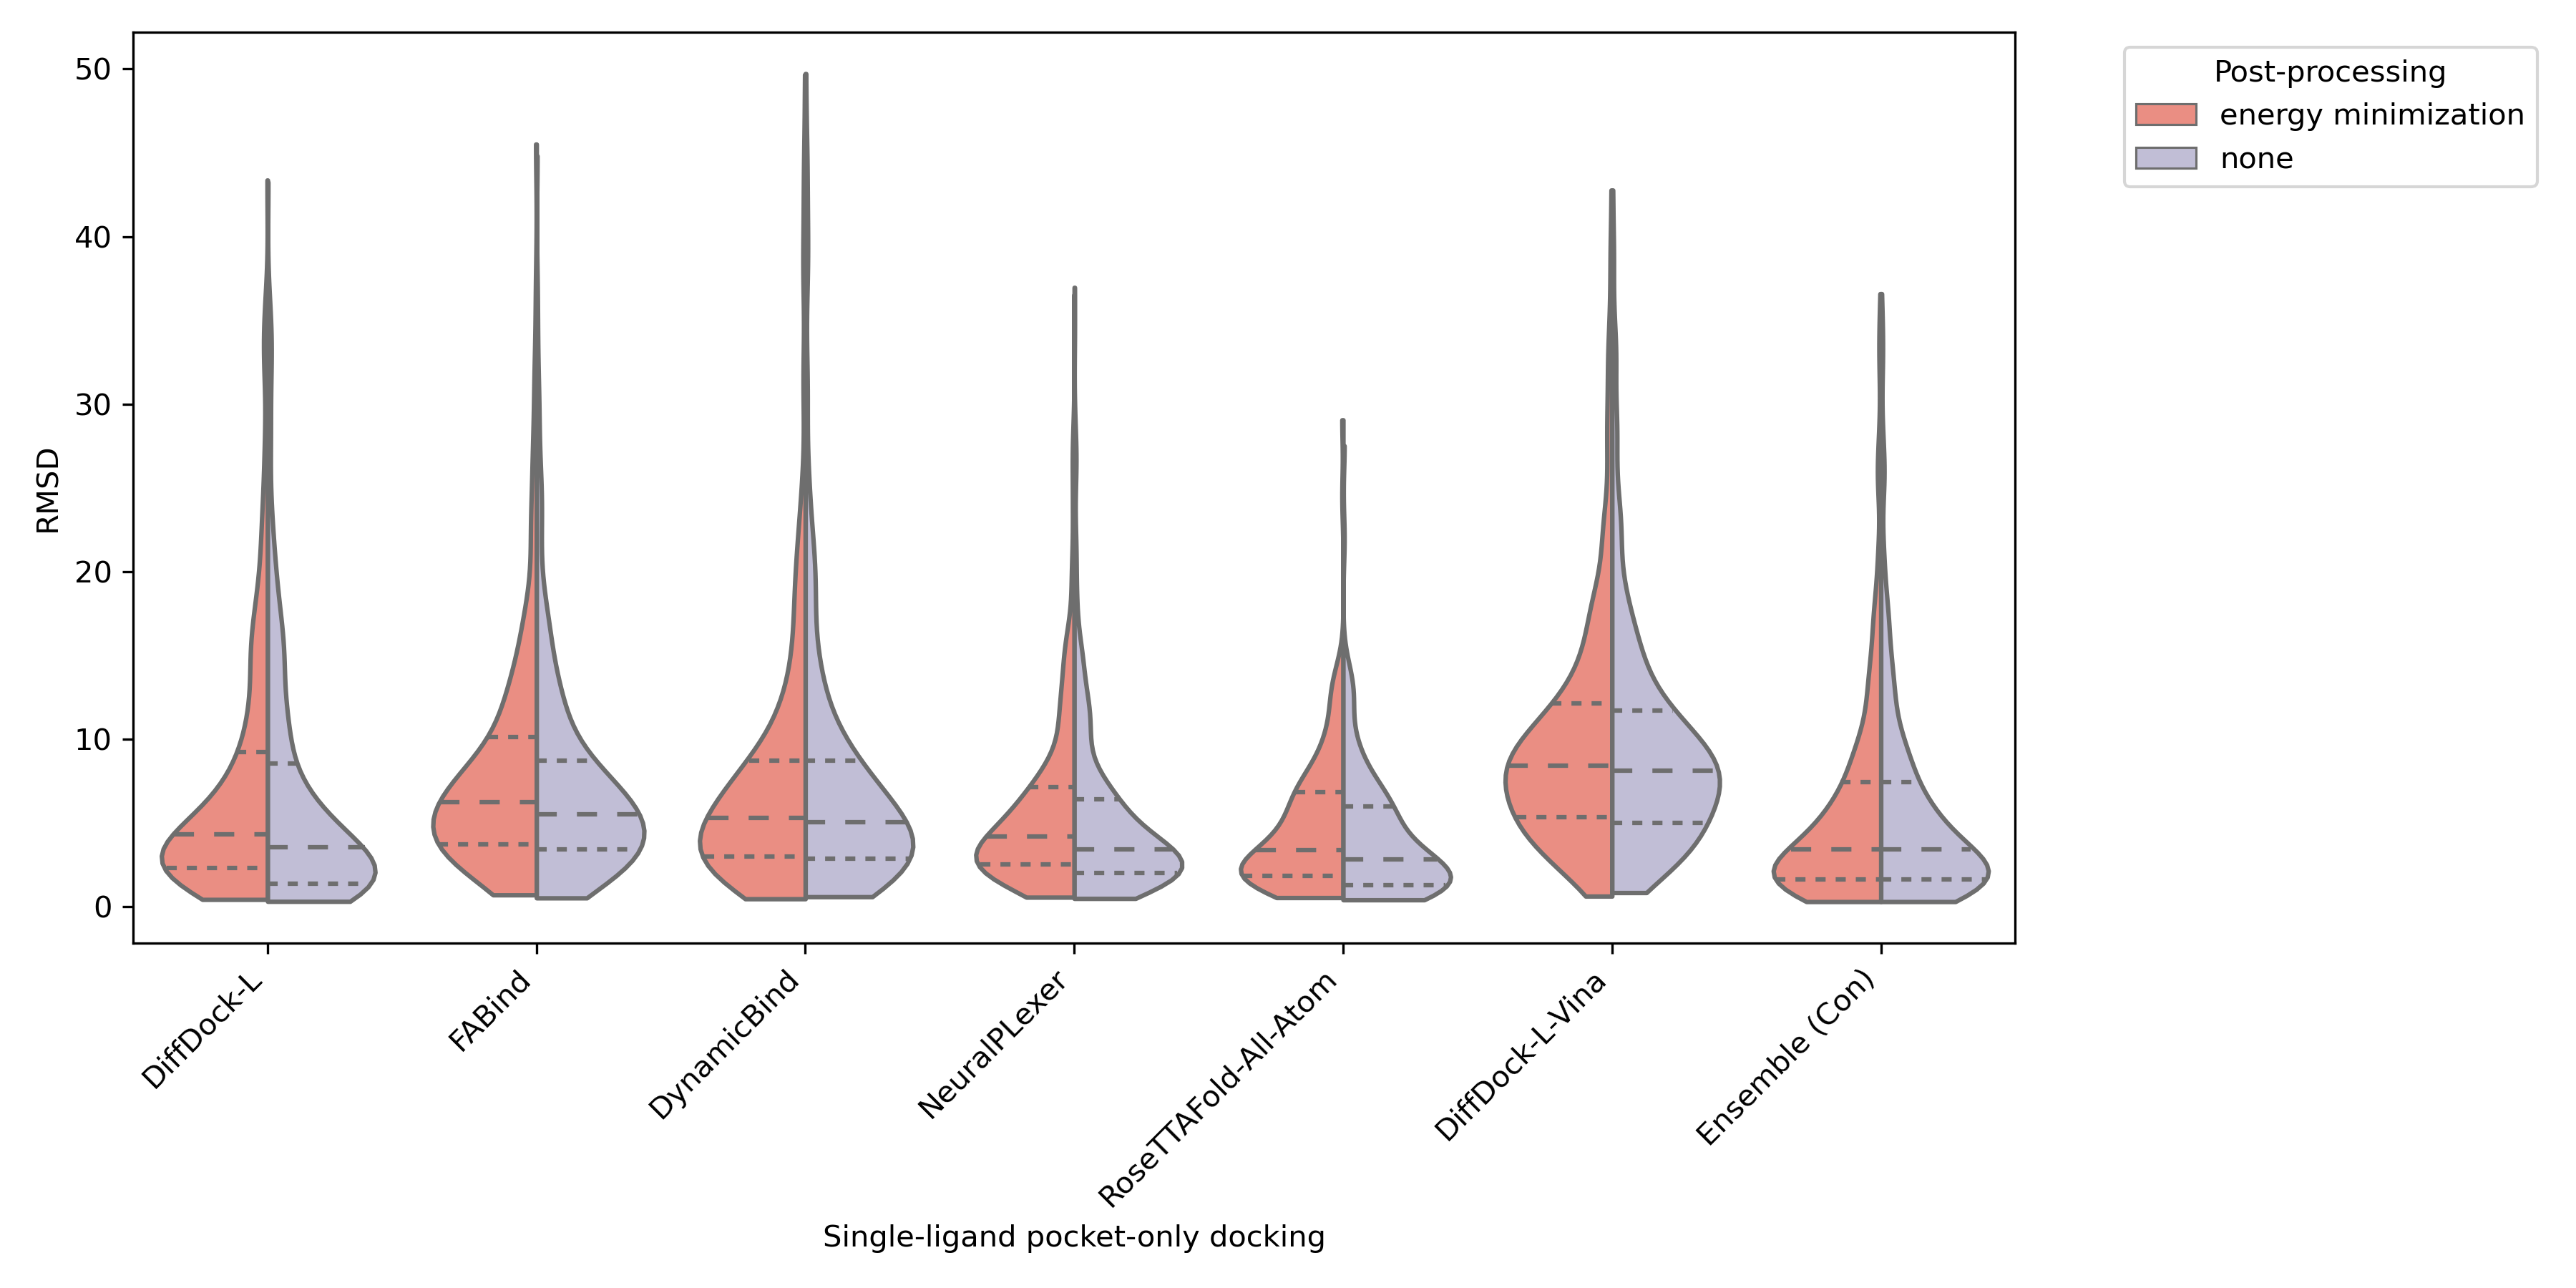 50
40
30
20
10
0
RMSD
DiffDock-L
FABind
DynamicBind
NeuralPLexer
RoseTTAFold-All-Atom
DiffDock-L-Vina
Ensemble (Con)
Single-ligand pocket-only docking
Post-processing
energy minimization
none